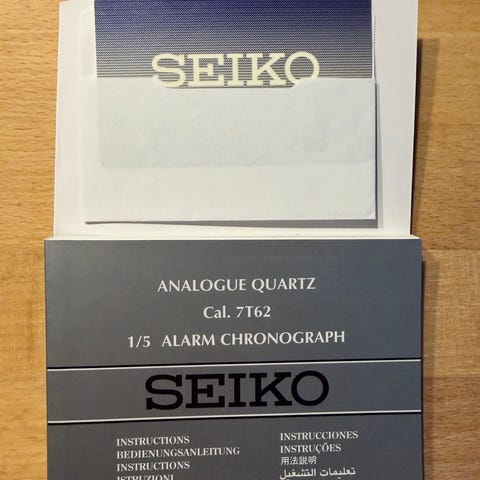 SEIKO
ANALOGUE QUARTZ
Cal. 7T62
1/5 ALARM CHRONOGRAPH
SEIKO
INSTRUCTIONS
BEDIENUNGSANLEITUNG
INSTRUCTIONS
ISTRUZIONI
INSTRUCCIONES
INSTRUÇÕES
用法説明
تعليمات التشغيل